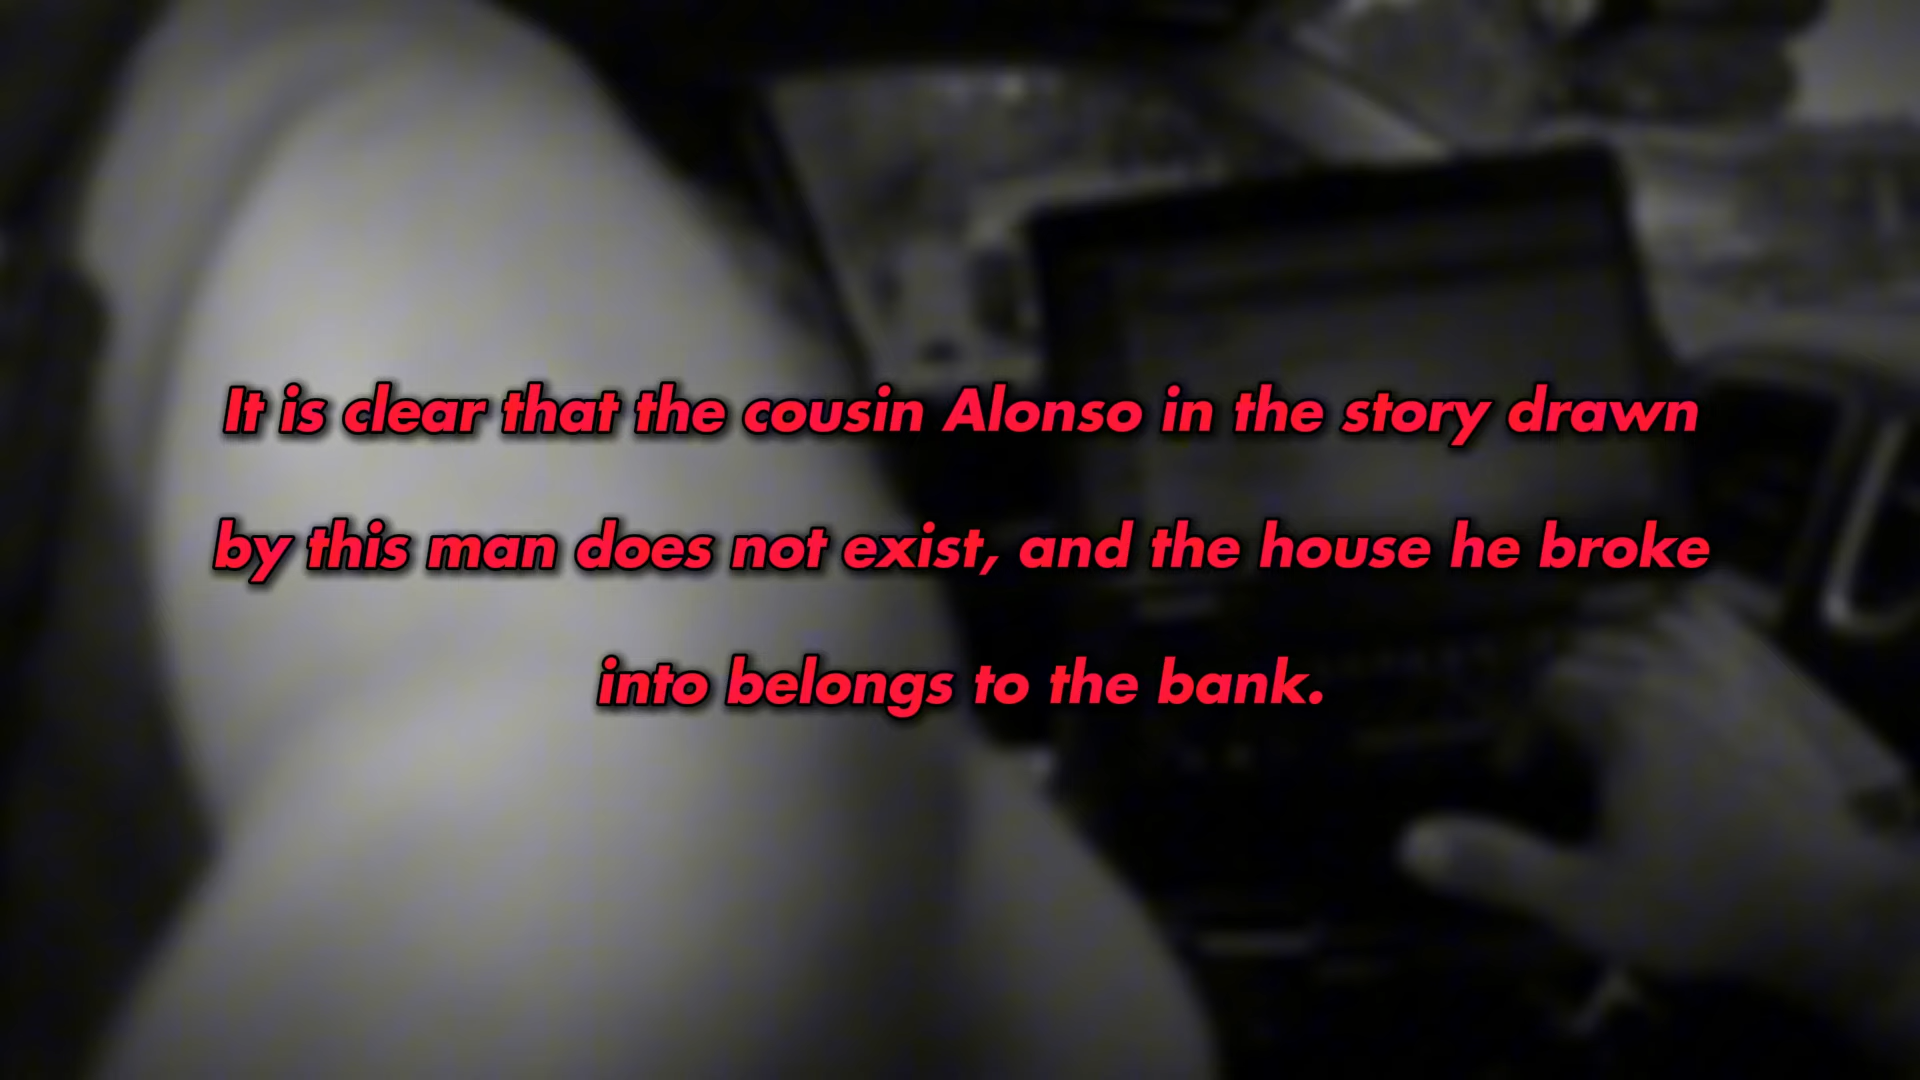 It is clear that the cousin Alonso in the story drawn
by this man does not exist, and the house he broke
into belongs to the bank.